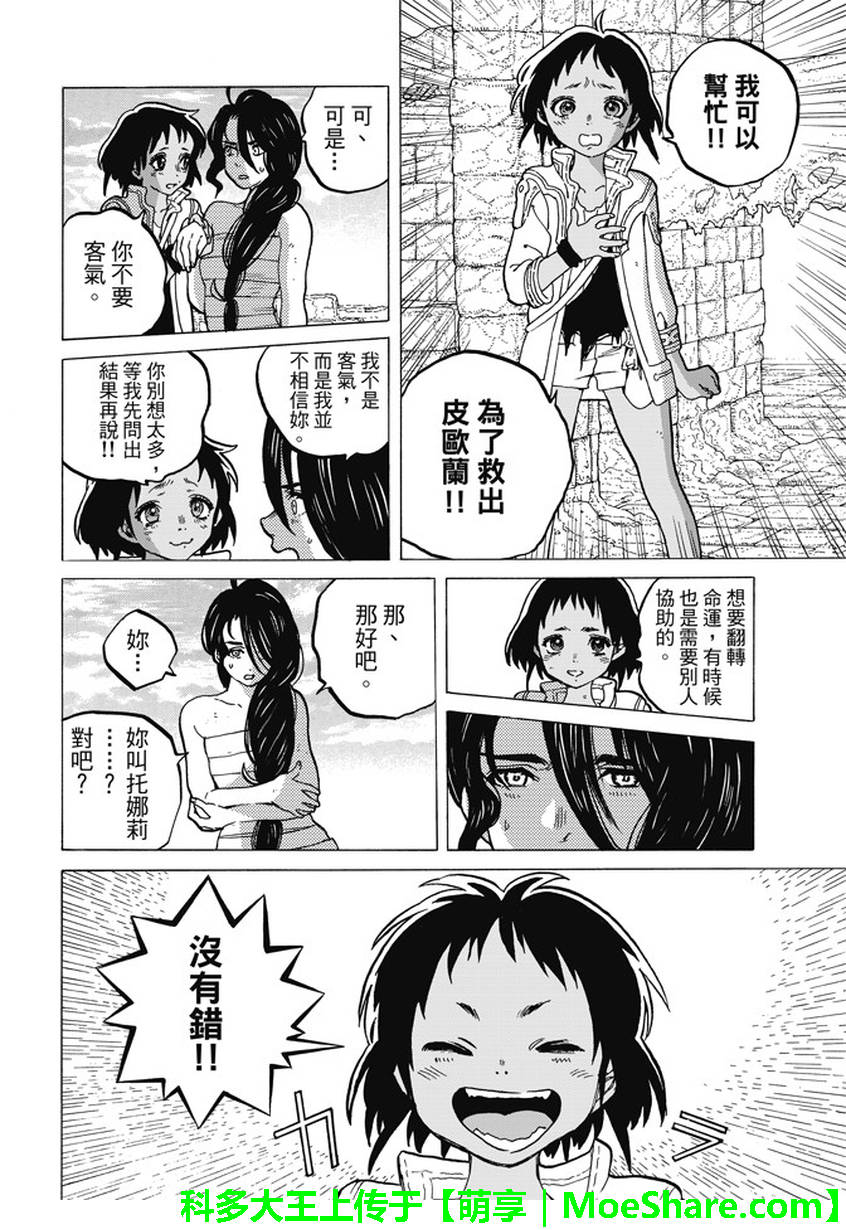 我可以
幫忙!!
為了救出
皮歐蘭!!
可、
可是…
你不要
客氣。
我不是
客氣，
而是我並
不相信妳。
你別想太多，
等我先問出
結果再說!!
想要翻轉
命運，有時候
也是需要別人
協助的。
那、
那好吧。
妳…
妳叫托娜莉
……？
對吧？
沒有錯!!
カラ
科多大王上传于【萌享｜MoeShare.com】